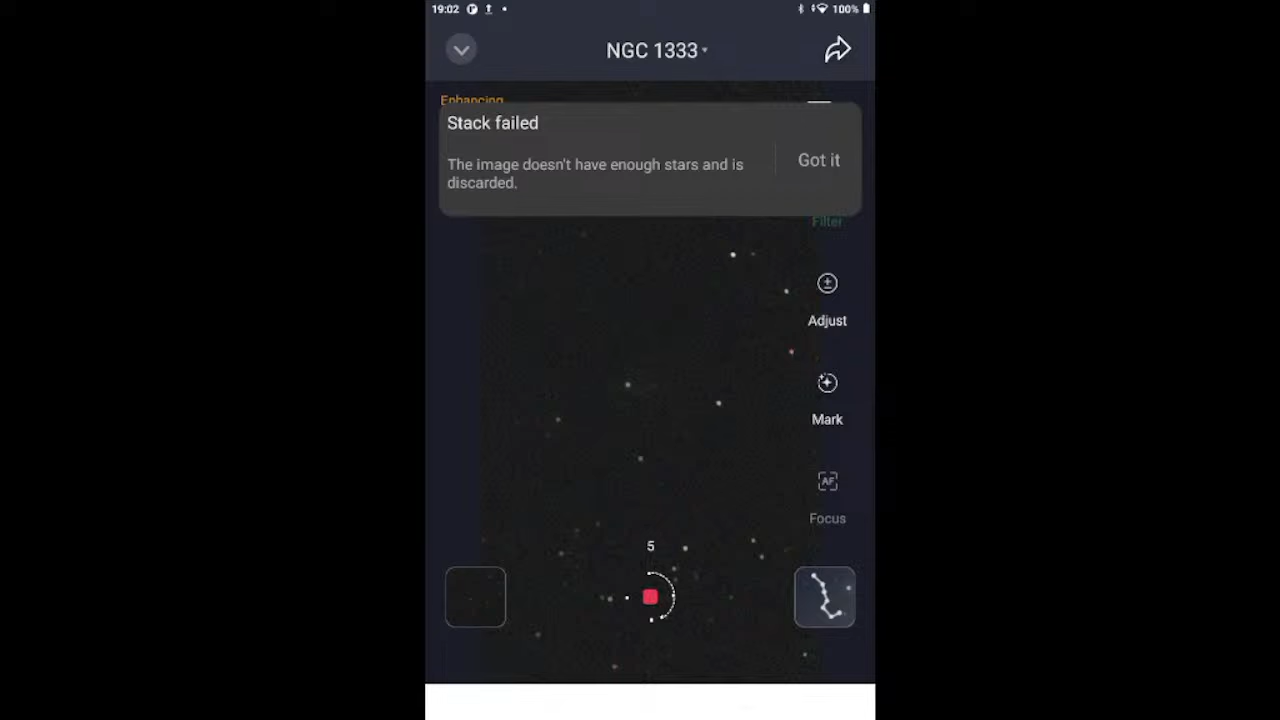 19:02
100%
NGC 1333
Enhancing
Stack failed
The image doesn't have enough stars and is
discarded.
Got it
Filter
Adjust
Mark
AF
Focus
5